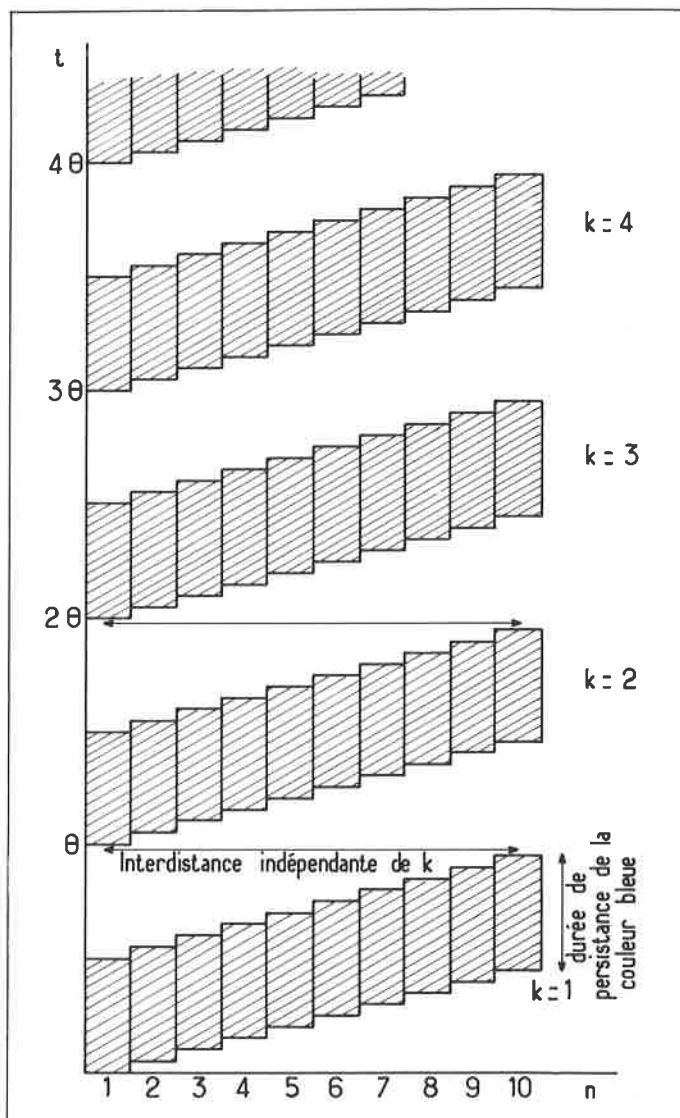 t
4θ
k = 4
3θ
k = 3
2θ
k = 2
θ
Interdistance indépendante de k
durée de
persistance de la
couleur bleue
k = 1
1 2 3 4 5 6 7 8 9 10 n